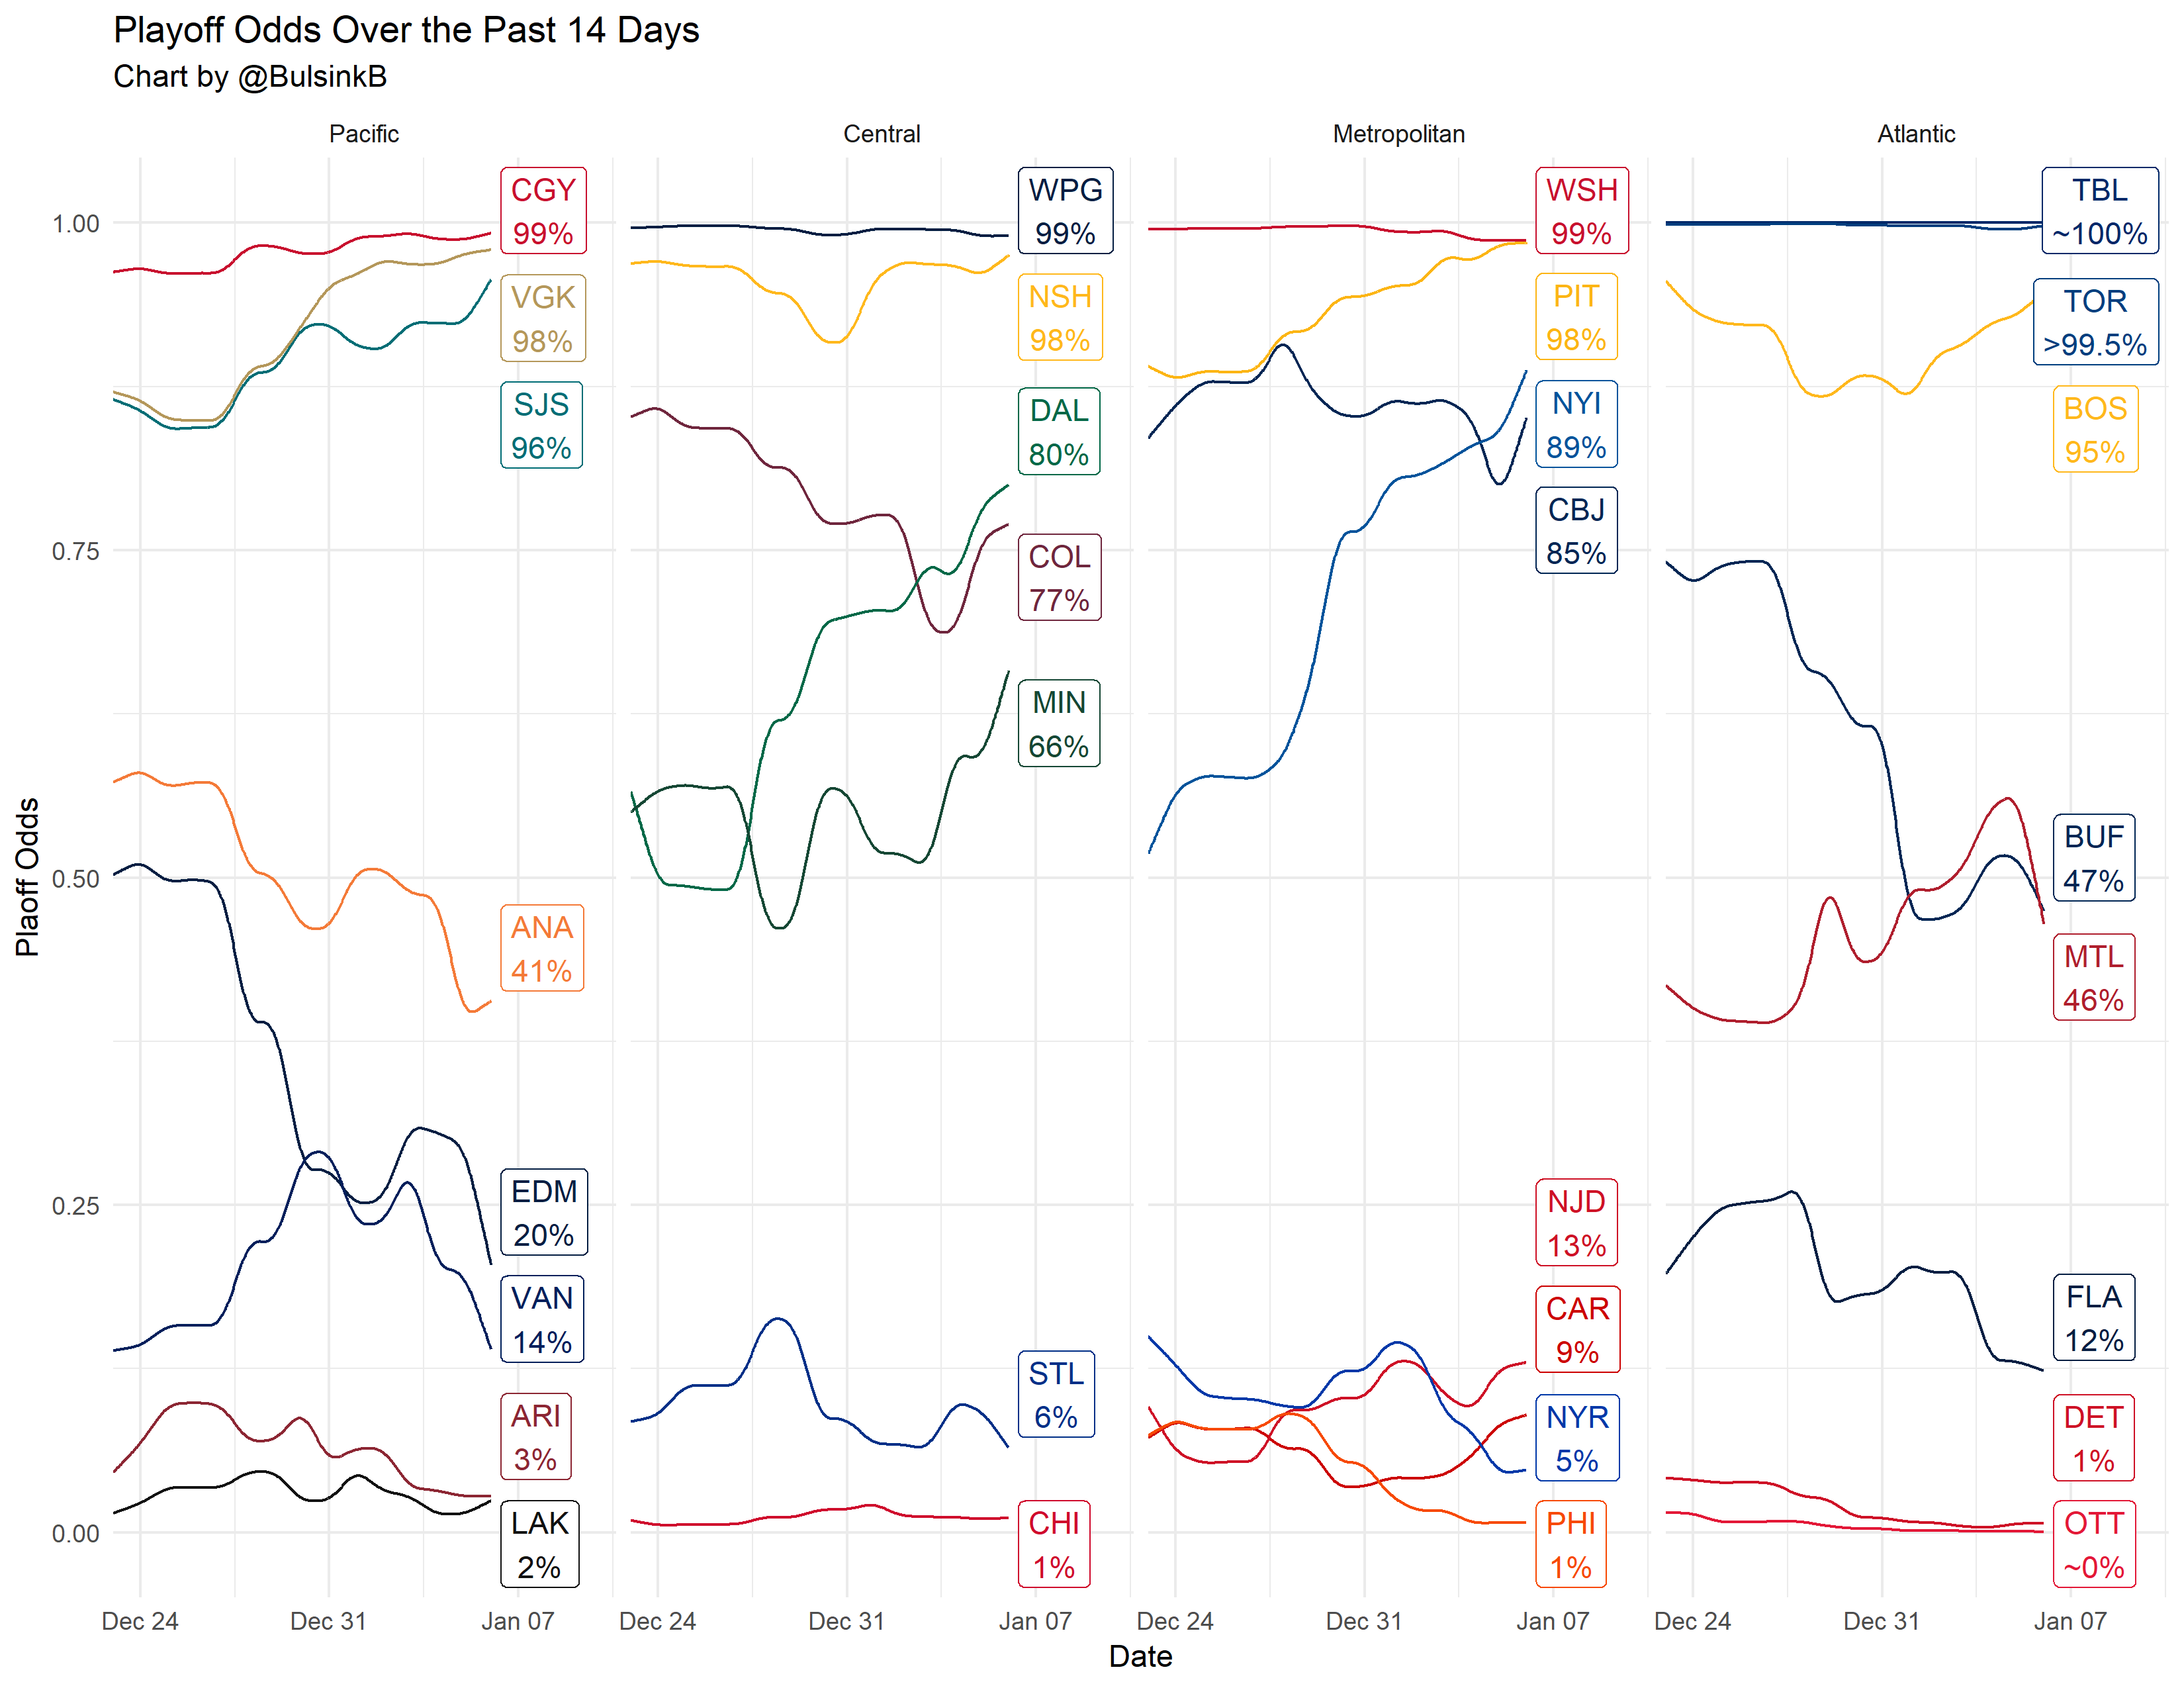 Playoff Odds Over the Past 14 Days
Chart by @BulsinkB
Pacific
Central
Metropolitan
Atlantic
Plaoff Odds
1.00
0.75
0.50
0.25
0.00
CGY
99%
VGK
98%
SJS
96%
ANA
41%
EDM
20%
VAN
14%
ARI
3%
LAK
2%
WPG
99%
NSH
98%
DAL
80%
COL
77%
MIN
66%
STL
6%
CHI
1%
WSH
99%
PIT
98%
NYI
89%
CBJ
85%
NJD
13%
CAR
9%
NYR
5%
PHI
1%
TBL
~100%
TOR
>99.5%
BOS
95%
BUF
47%
MTL
46%
FLA
12%
DET
1%
OTT
~0%
Dec 24
Dec 31
Jan 07
Dec 24
Dec 31
Jan 07
Dec 24
Dec 31
Jan 07
Dec 24
Dec 31
Jan 07
Date